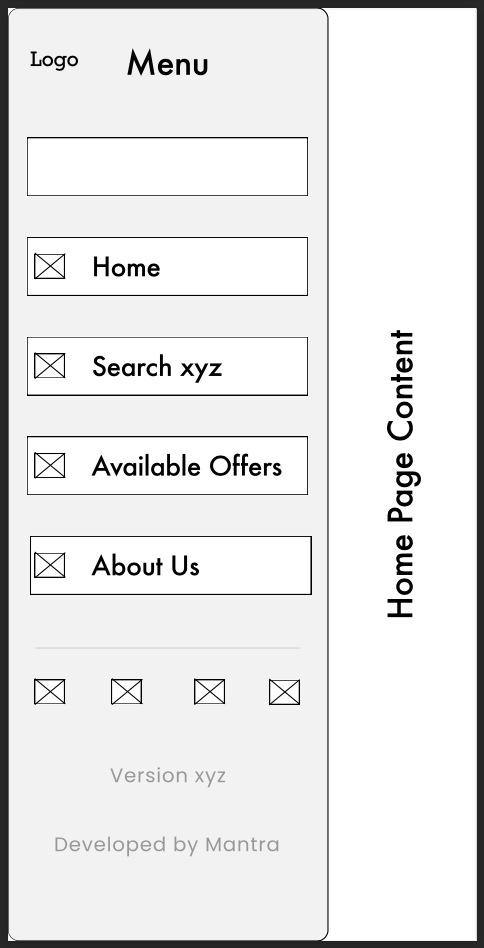 Logo
Menu
Home
Search xyz
Available Offers
About Us
Version xyz
Developed by Mantra
Home Page Content